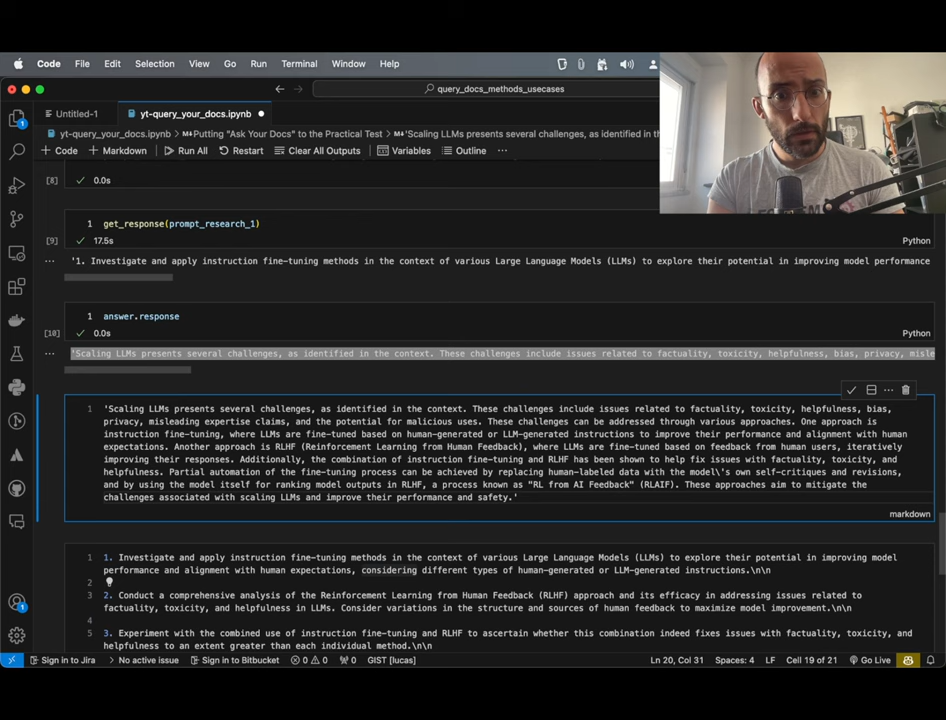 Code File Edit Selection View Go Run Terminal Window Help
query_docs_methods_usecases
Untitled-1 yt-query_your_docs.ipynb
yt-query_your_docs.ipynb > M↓Putting "Ask Your Docs" to the Practical Test > M↓'Scaling LLMs presents several challenges, as identified in the
+ Code + Markdown Run All Restart Clear All Outputs Variables Outline ...
[8] 0.0s
1 get_response(prompt_research_1)
[9] 17.5s Python
... '1. Investigate and apply instruction fine-tuning methods in the context of various Large Language Models (LLMs) to explore their potential in improving model performance
1 answer.response
[10] 0.0s Python
... 'Scaling LLMs presents several challenges, as identified in the context. These challenges include issues related to factuality, toxicity, helpfulness, bias, privacy, misle
1 'Scaling LLMs presents several challenges, as identified in the context. These challenges include issues related to factuality, toxicity, helpfulness, bias,
privacy, misleading expertise claims, and the potential for malicious uses. These challenges can be addressed through various approaches. One approach is
instruction fine-tuning, where LLMs are fine-tuned based on human-generated or LLM-generated instructions to improve their performance and alignment with human
expectations. Another approach is RLHF (Reinforcement Learning from Human Feedback), where LLMs are fine-tuned based on feedback from human users, iteratively
improving their responses. Additionally, the combination of instruction fine-tuning and RLHF has been shown to help fix issues with factuality, toxicity, and
helpfulness. Partial automation of the fine-tuning process can be achieved by replacing human-labeled data with the model\'s own self-critiques and revisions,
and by using the model itself for ranking model outputs in RLHF, a process known as "RL from AI Feedback" (RLAIF). These approaches aim to mitigate the
challenges associated with scaling LLMs and improve their performance and safety.'
markdown
1 1. Investigate and apply instruction fine-tuning methods in the context of various Large Language Models (LLMs) to explore their potential in improving model
performance and alignment with human expectations, considering different types of human-generated or LLM-generated instructions.\n\n
2
3 2. Conduct a comprehensive analysis of the Reinforcement Learning from Human Feedback (RLHF) approach and its efficacy in addressing issues related to
factuality, toxicity, and helpfulness in LLMs. Consider variations in the structure and sources of human feedback to maximize model improvement.\n\n
4
5 3. Experiment with the combined use of instruction fine-tuning and RLHF to ascertain whether this combination indeed fixes issues with factuality, toxicity, and
helpfulness to an extent greater than each individual method.\n\n
Sign in to Jira No active issue Sign in to Bitbucket 0 0 0 GIST [lucas] Ln 20, Col 31 Spaces: 4 LF Cell 19 of 21 Go Live